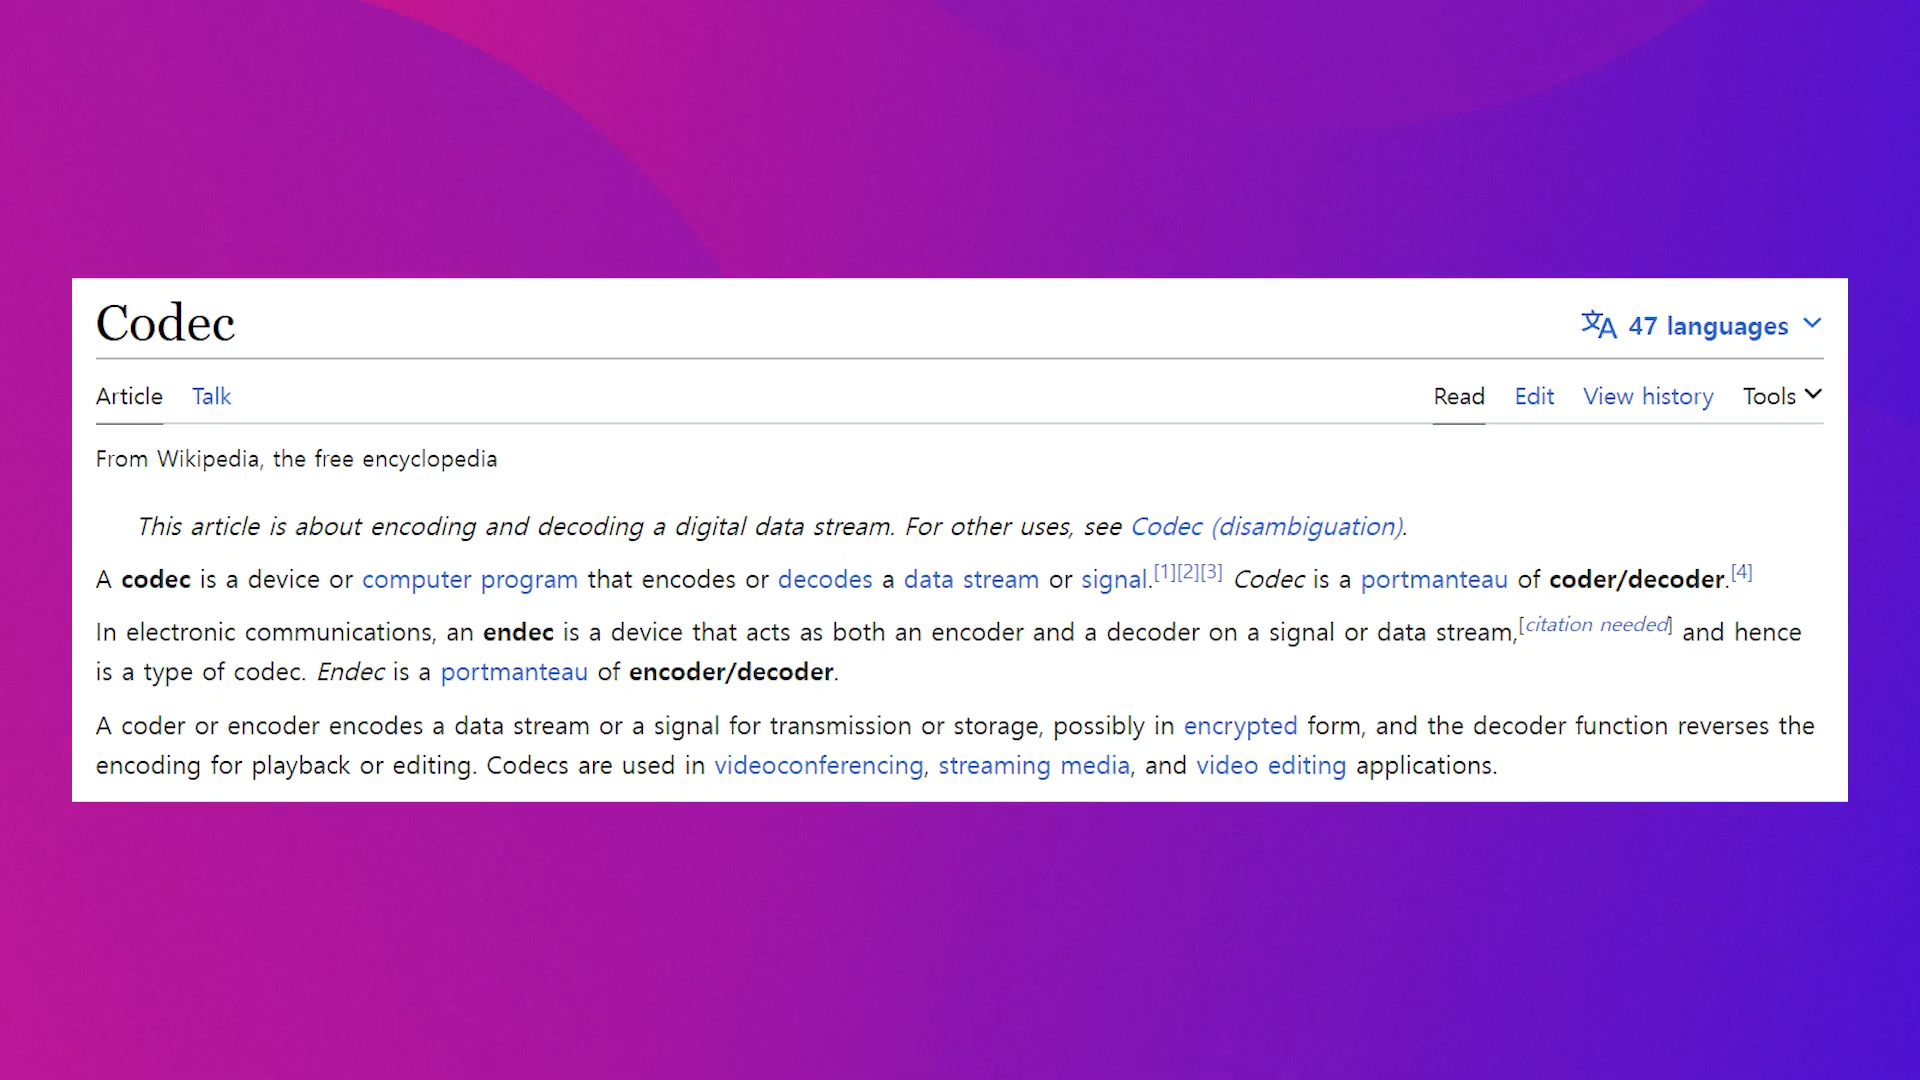 Codec
文A 47 languages
Article Talk Read Edit View history Tools
From Wikipedia, the free encyclopedia
This article is about encoding and decoding a digital data stream. For other uses, see Codec (disambiguation).
A codec is a device or computer program that encodes or decodes a data stream or signal.[1][2][3] Codec is a portmanteau of coder/decoder.[4]
In electronic communications, an endec is a device that acts as both an encoder and a decoder on a signal or data stream,[citation needed] and hence
is a type of codec. Endec is a portmanteau of encoder/decoder.
A coder or encoder encodes a data stream or a signal for transmission or storage, possibly in encrypted form, and the decoder function reverses the
encoding for playback or editing. Codecs are used in videoconferencing, streaming media, and video editing applications.